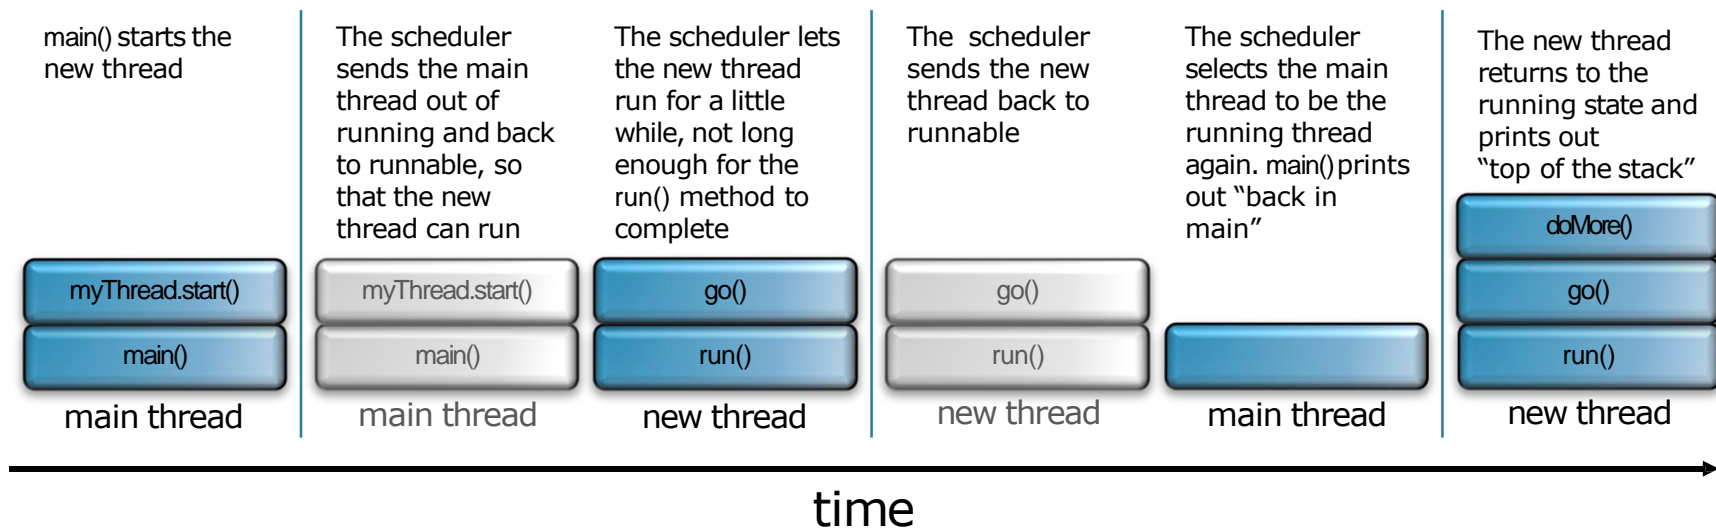 main() starts the
new thread
The scheduler
sends the main
thread out of
running and back
to runnable, so
that the new
thread can run
The scheduler lets
the new thread
run for a little
while, not long
enough for the
run() method to
complete
The scheduler
sends the new
thread back to
runnable
The scheduler
selects the main
thread to be the
running thread
again. main() prints
out “back in
main”
The new thread
returns to the
running state and
prints out
“top of the stack”
myThread.start()
main()
main thread
myThread.start()
main()
main thread
go()
run()
new thread
go()
run()
new thread
main thread
doMore()
go()
run()
new thread
time